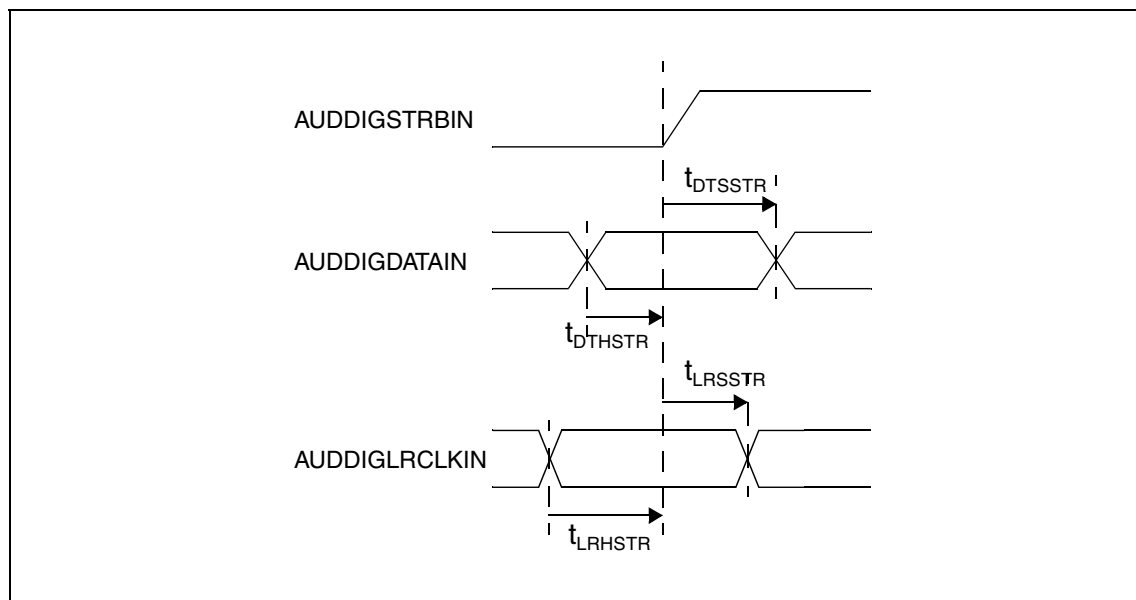 AUDDIGSTRBIN
tDTSSTR
AUDDIGDATAIN
tDTHSTR
tLRSSTR
AUDDIGLRCLKIN
tLRHSTR